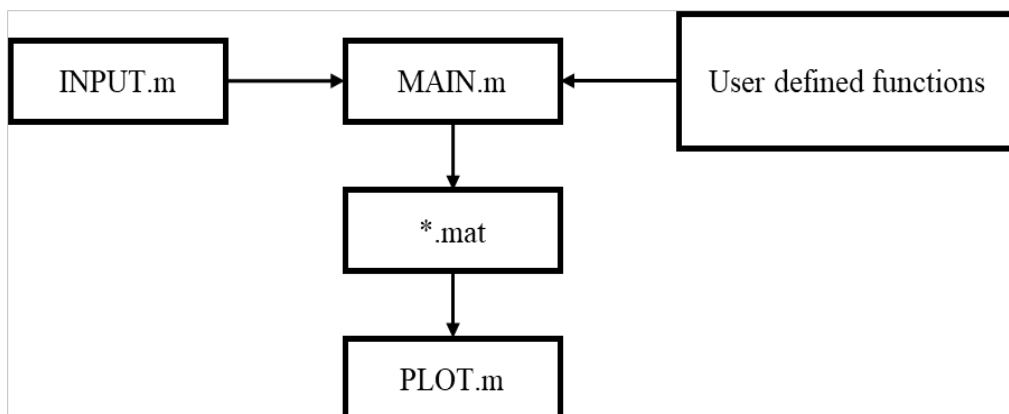 INPUT.m
MAIN.m
User defined functions
*.mat
PLOT.m